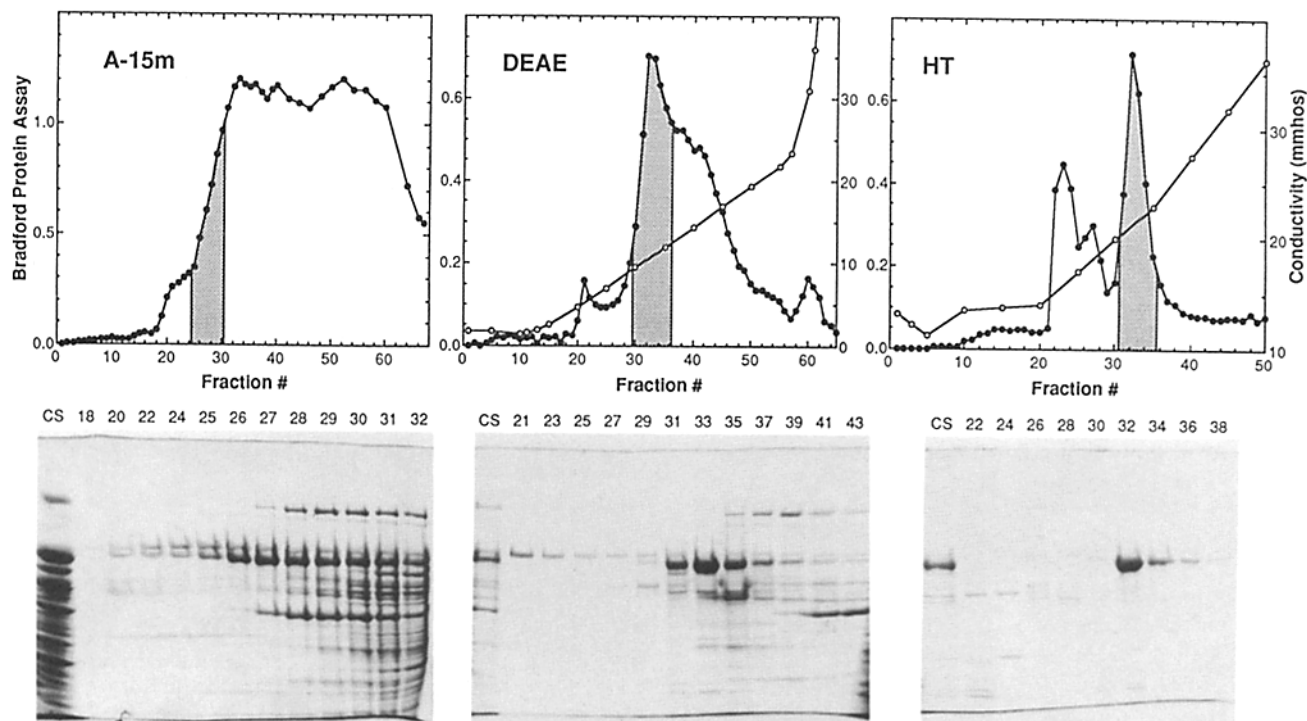 A-15m
DEAE
HT
Bradford Protein Assay
1.0
0.5
0.0
0 10 20 30 40 50 60
Fraction #
0.6
0.4
0.2
0.0
0 10 20 30 40 50 60
Fraction #
30
20
10
0
0.6
0.4
0.2
0.0
0 10 20 30 40 50
Fraction #
30
20
10
Conductivity (mmhos)
CS 18 20 22 24 25 26 27 28 29 30 31 32
CS 21 23 25 27 29 31 33 35 37 39 41 43
CS 22 24 26 28 30 32 34 36 38